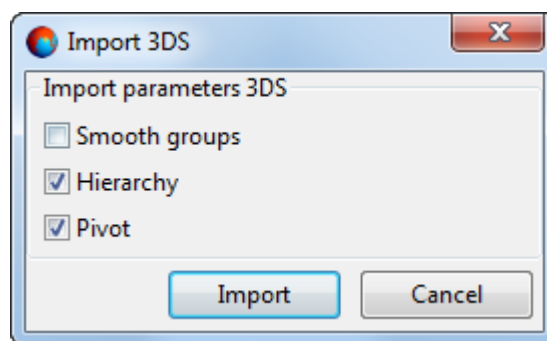 Import 3DS
Import parameters 3DS
Smooth groups
Hierarchy
Pivot
Import Cancel